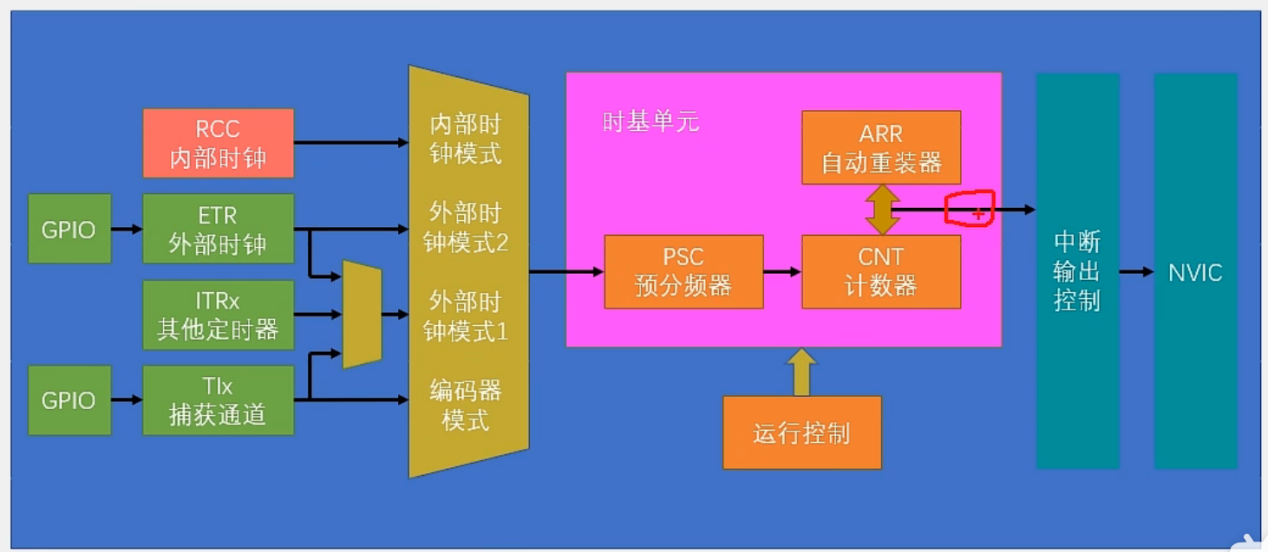 RCC
内部时钟
GPIO
ETR
外部时钟
ITRx
其他定时器
GPIO
TIx
捕获通道
内部时
钟模式
外部时
钟模式2
外部时
钟模式1
编码器
模式
时基单元
ARR
自动重装器
PSC
预分频器
CNT
计数器
运行控制
中断
输出
控制
NVIC